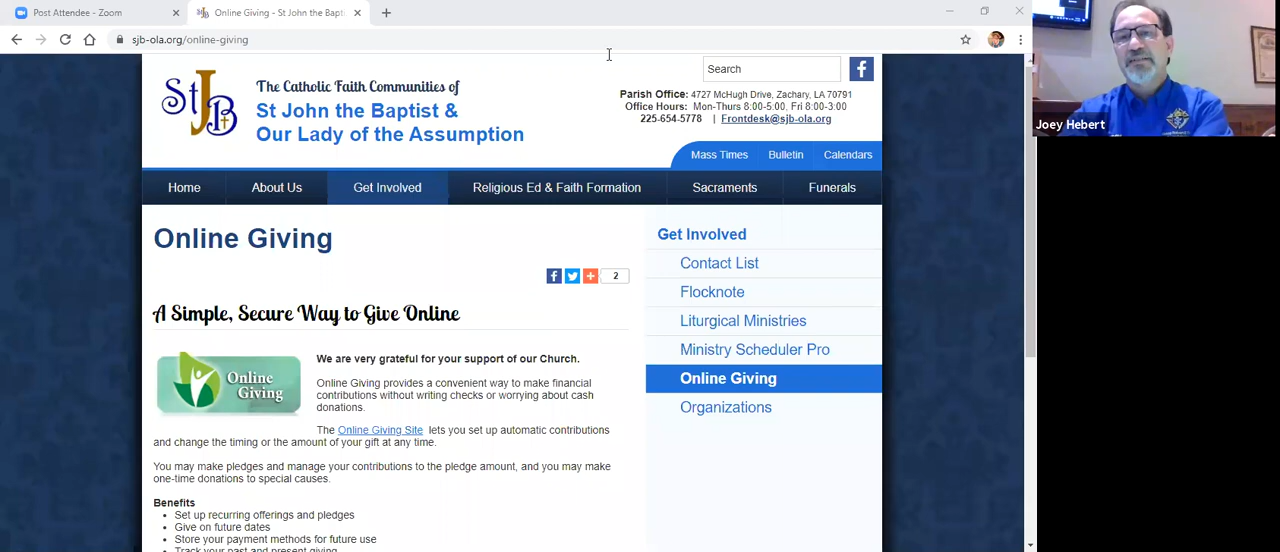 Post Attendee - Zoom
Online Giving - St John the Bapti
sjb-ola.org/online-giving
Joey Hebert
St
J
B
The Catholic Faith Communities of
St John the Baptist &
Our Lady of the Assumption
Search
Parish Office: 4727 McHugh Drive, Zachary, LA 70791
Office Hours: Mon-Thurs 8:00-5:00, Fri 8:00-3:00
225-654-5778 | Frontdesk@sjb-ola.org
Mass Times Bulletin Calendars
Home About Us Get Involved Religious Ed & Faith Formation Sacraments Funerals
Online Giving
2
A Simple, Secure Way to Give Online
Online
Giving
We are very grateful for your support of our Church.
Online Giving provides a convenient way to make financial
contributions without writing checks or worrying about cash
donations.
The Online Giving Site lets you set up automatic contributions
and change the timing or the amount of your gift at any time.
You may make pledges and manage your contributions to the pledge amount, and you may make
one-time donations to special causes.
Benefits
• Set up recurring offerings and pledges
• Give on future dates
• Store your payment methods for future use
• Track your past and present giving
Get Involved
Contact List
Flocknote
Liturgical Ministries
Ministry Scheduler Pro
Online Giving
Organizations